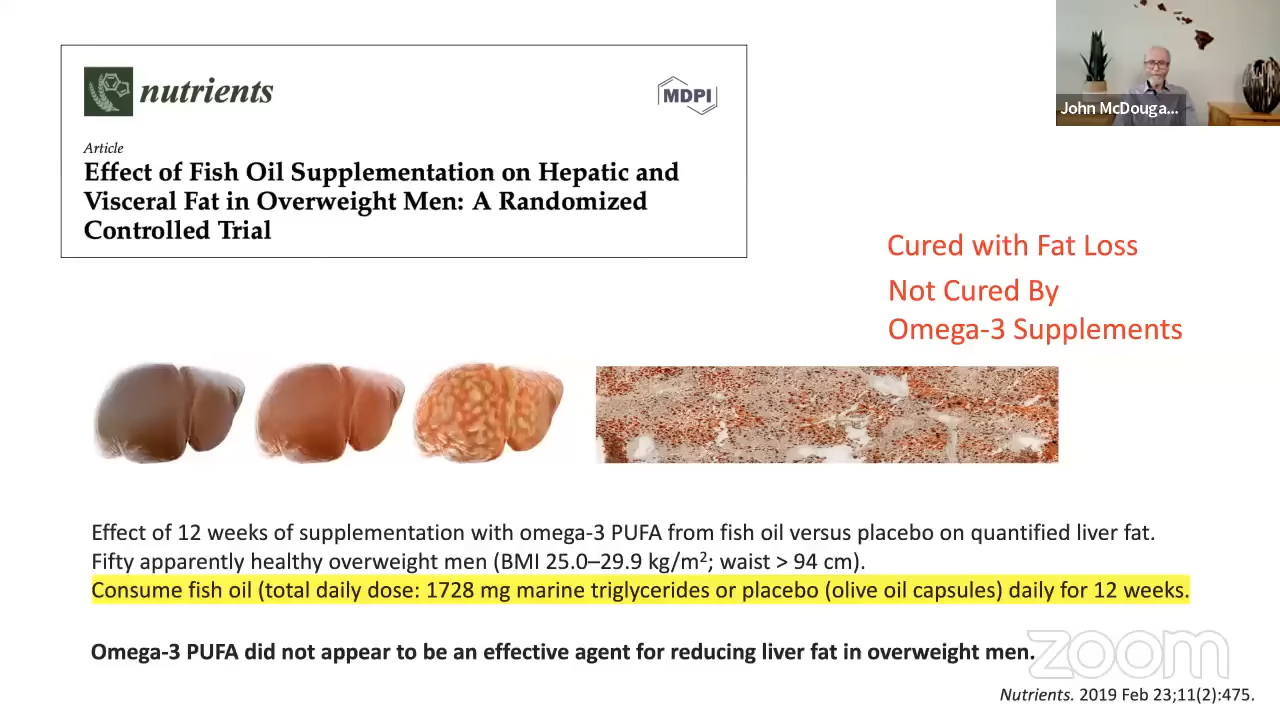 nutrients
MDPI
John McDouga...
Article
Effect of Fish Oil Supplementation on Hepatic and
Visceral Fat in Overweight Men: A Randomized
Controlled Trial
Cured with Fat Loss
Not Cured By
Omega-3 Supplements
Effect of 12 weeks of supplementation with omega-3 PUFA from fish oil versus placebo on quantified liver fat.
Fifty apparently healthy overweight men (BMI 25.0–29.9 kg/m²; waist > 94 cm).
Consume fish oil (total daily dose: 1728 mg marine triglycerides or placebo (olive oil capsules) daily for 12 weeks.
Omega-3 PUFA did not appear to be an effective agent for reducing liver fat in overweight men.
zoom
Nutrients. 2019 Feb 23;11(2):475.